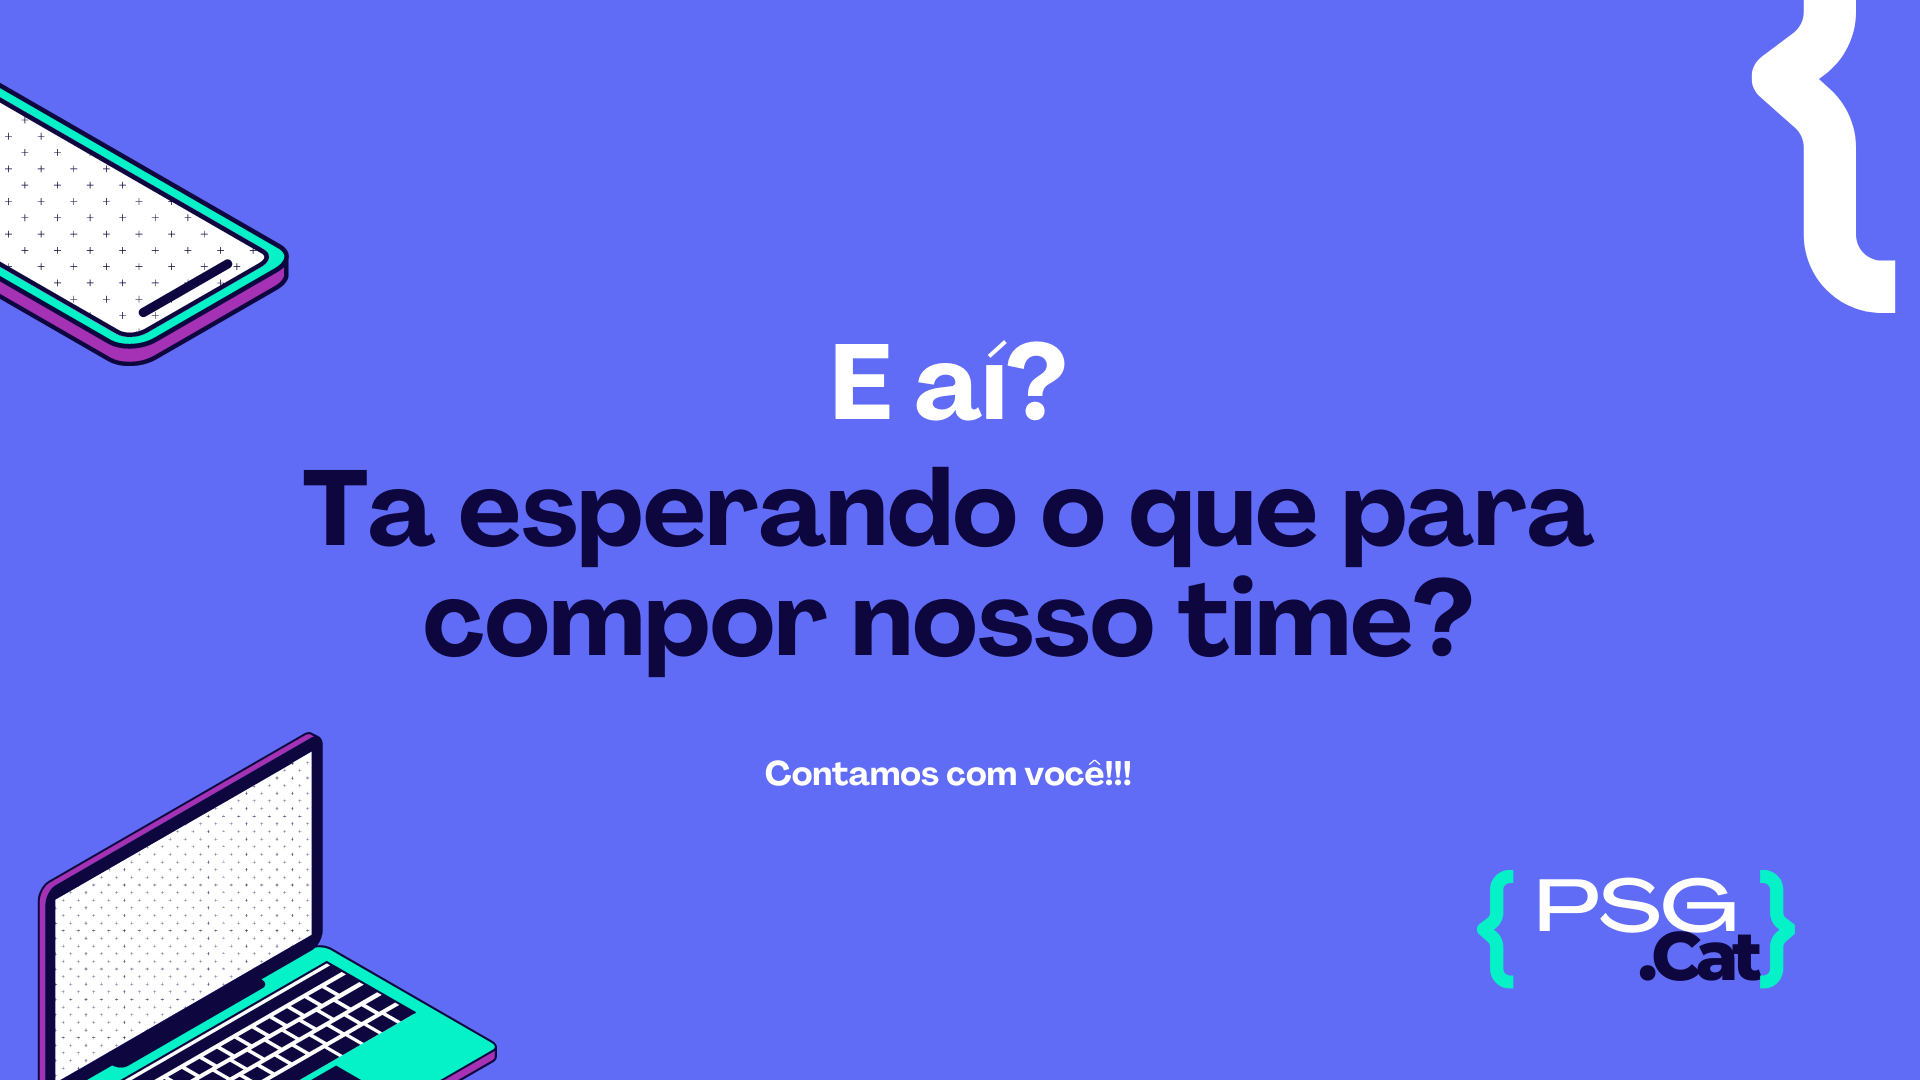 E aí?
Ta esperando o que para
compor nosso time?
Contamos com você!!!
{ PSG }
.Cat